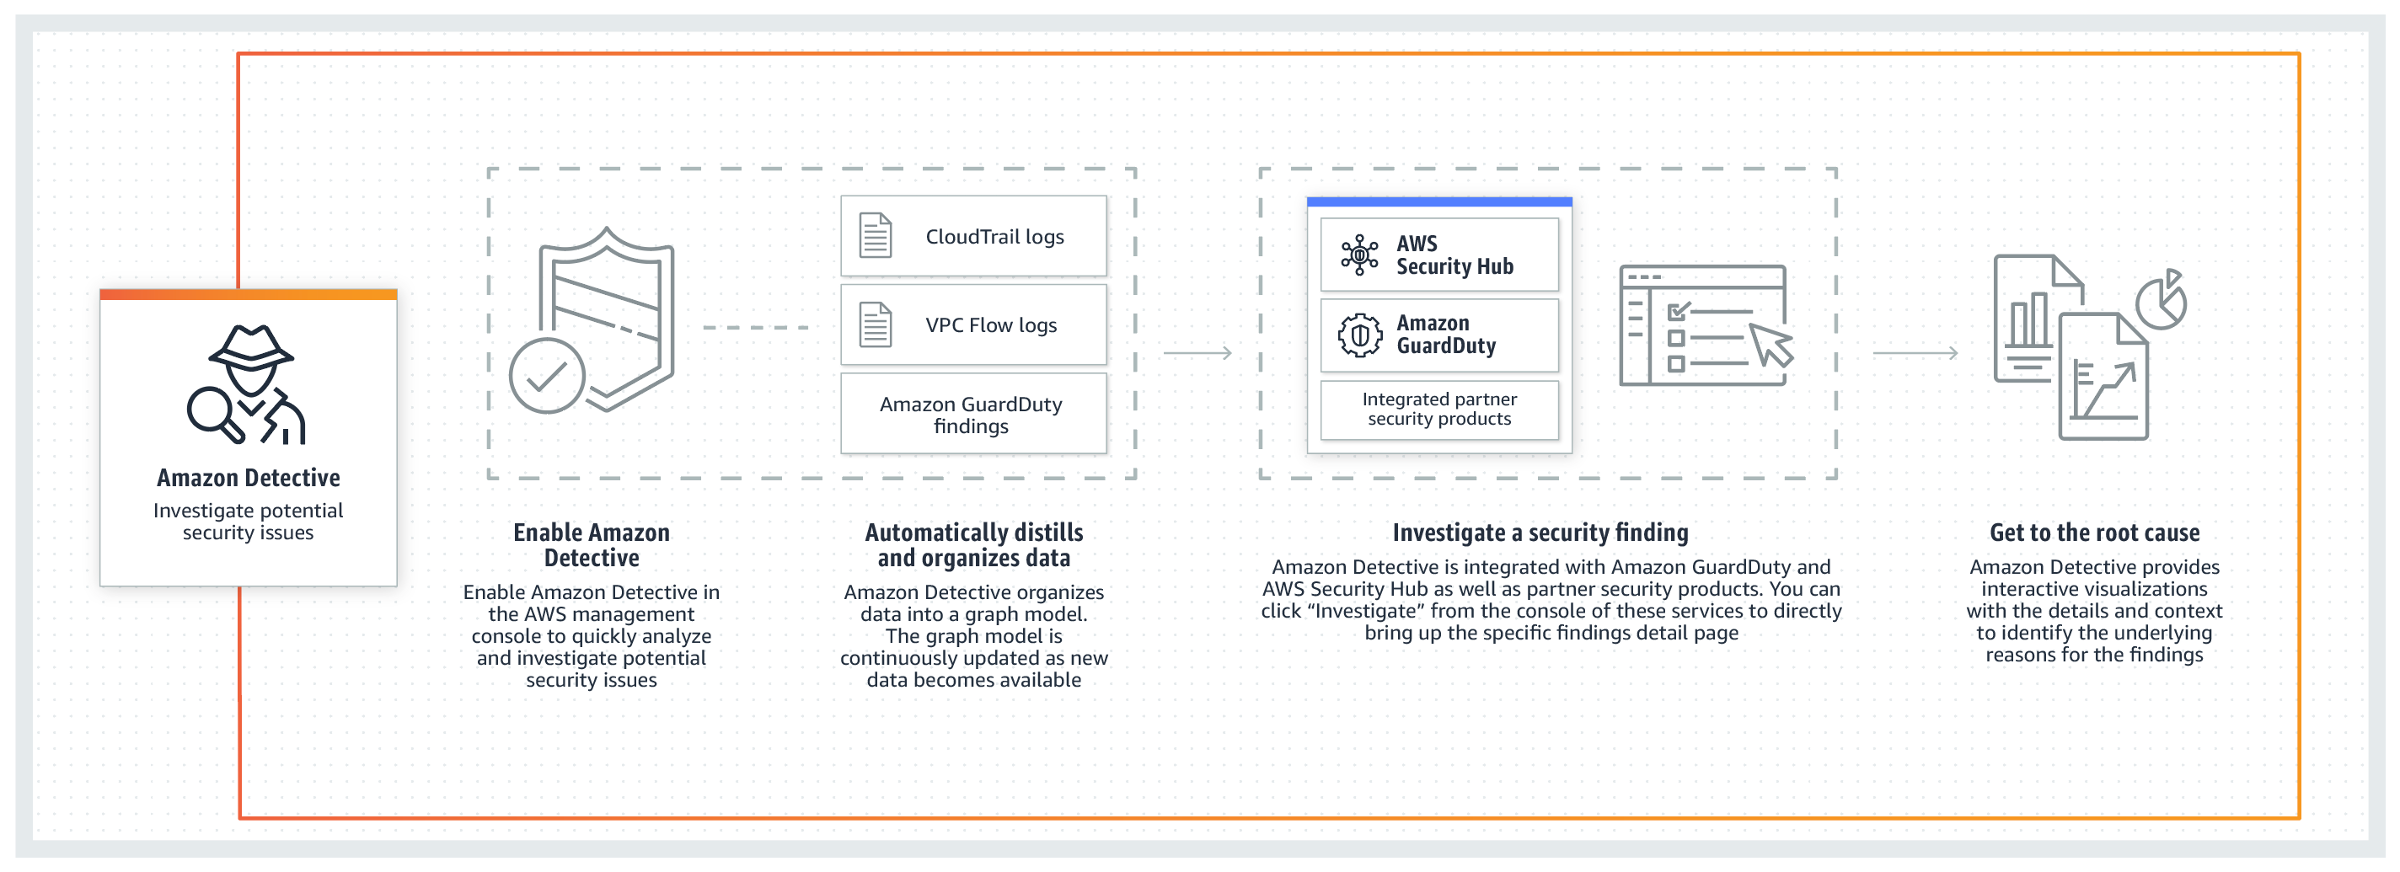 Amazon Detective
Investigate potential
security issues
CloudTrail logs
VPC Flow logs
Amazon GuardDuty
findings
Enable Amazon
Detective
Enable Amazon Detective in
the AWS management
console to quickly analyze
and investigate potential
security issues
Automatically distills
and organizes data
Amazon Detective organizes
data into a graph model.
The graph model is
continuously updated as new
data becomes available
AWS
Security Hub
Amazon
GuardDuty
Integrated partner
security products
Investigate a security finding
Amazon Detective is integrated with Amazon GuardDuty and
AWS Security Hub as well as partner security products. You can
click “Investigate” from the console of these services to directly
bring up the specific findings detail page
Get to the root cause
Amazon Detective provides
interactive visualizations
with the details and context
to identify the underlying
reasons for the findings